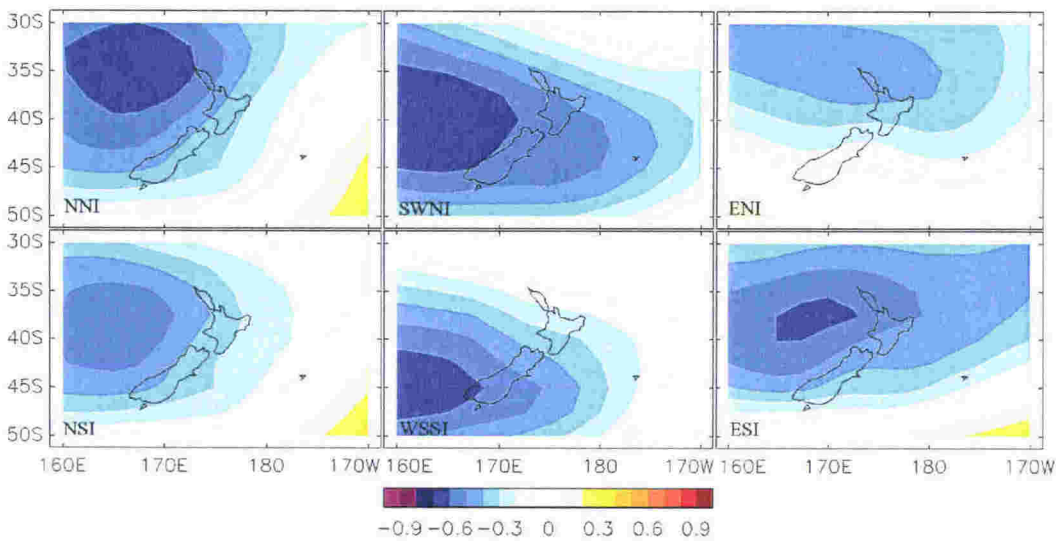 30S
35S
40S
45S
50S
NNI
SWNI
ENI
30S
35S
40S
45S
50S
NSI
WSSI
ESI
160E 170E 180 170W 160E 170E 180 170W 160E 170E 180 170W
-0.9 -0.6 -0.3 0 0.3 0.6 0.9